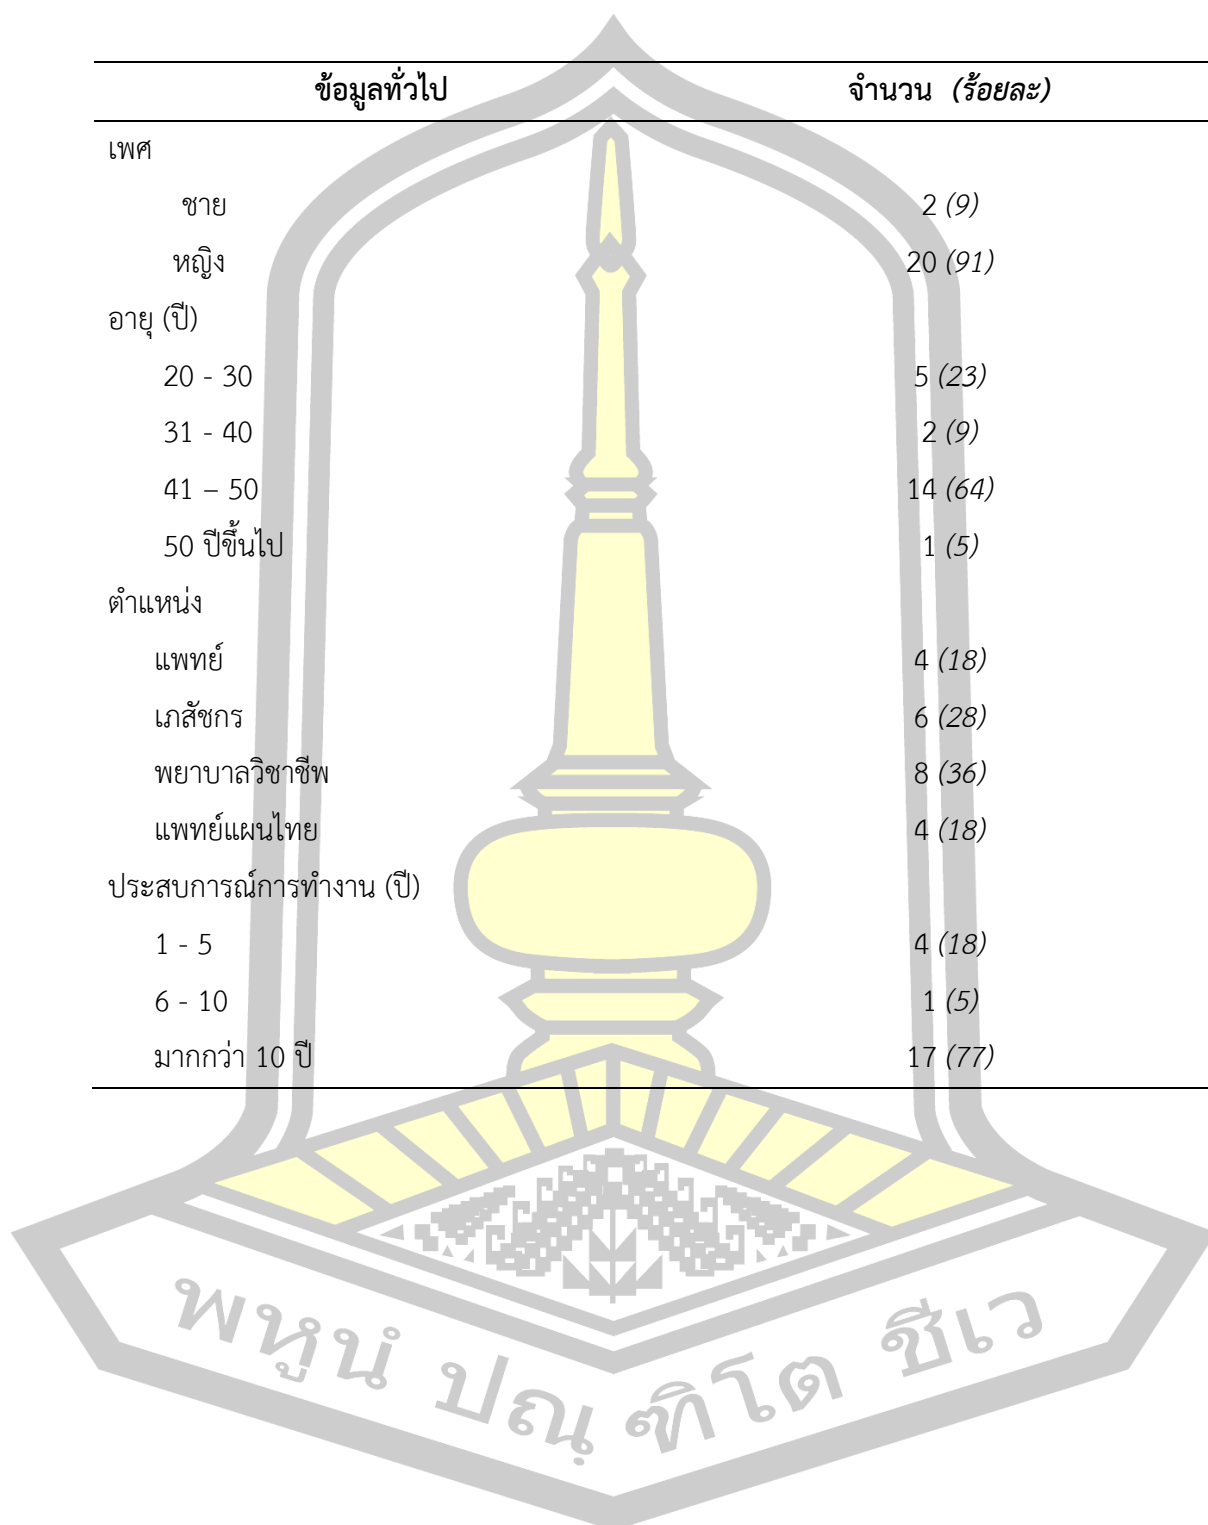 ข้อมูลทั่วไป จำนวน (ร้อยละ)
เพศ
ชาย 2 (9)
หญิง 20 (91)
อายุ (ปี)
20 - 30 5 (23)
31 - 40 2 (9)
41 – 50 14 (64)
50 ปีขึ้นไป 1 (5)
ตำแหน่ง
แพทย์ 4 (18)
เภสัชกร 6 (28)
พยาบาลวิชาชีพ 8 (36)
แพทย์แผนไทย 4 (18)
ประสบการณ์การทำงาน (ปี)
1 - 5 4 (18)
6 - 10 1 (5)
มากกว่า 10 ปี 17 (77)
พหูนํ ปณฺฑิโต ชีเว